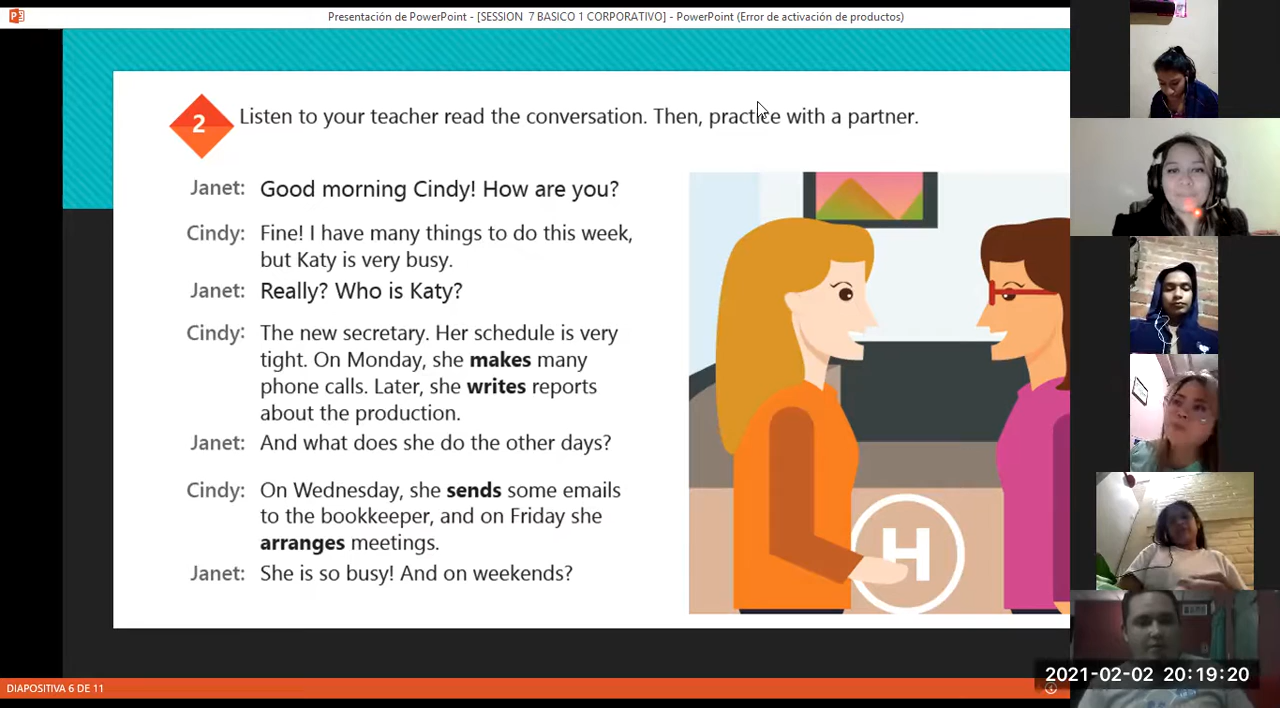 Presentación de PowerPoint - [SESSION 7 BASICO 1 CORPORATIVO] - PowerPoint (Error de activación de productos)
2
Listen to your teacher read the conversation. Then, practice with a partner.
Janet: Good morning Cindy! How are you?
Cindy: Fine! I have many things to do this week,
but Katy is very busy.
Janet: Really? Who is Katy?
Cindy: The new secretary. Her schedule is very
tight. On Monday, she makes many
phone calls. Later, she writes reports
about the production.
Janet: And what does she do the other days?
Cindy: On Wednesday, she sends some emails
to the bookkeeper, and on Friday she
arranges meetings.
Janet: She is so busy! And on weekends?
H
DIAPOSITIVA 6 DE 11
2021-02-02 20:19:20